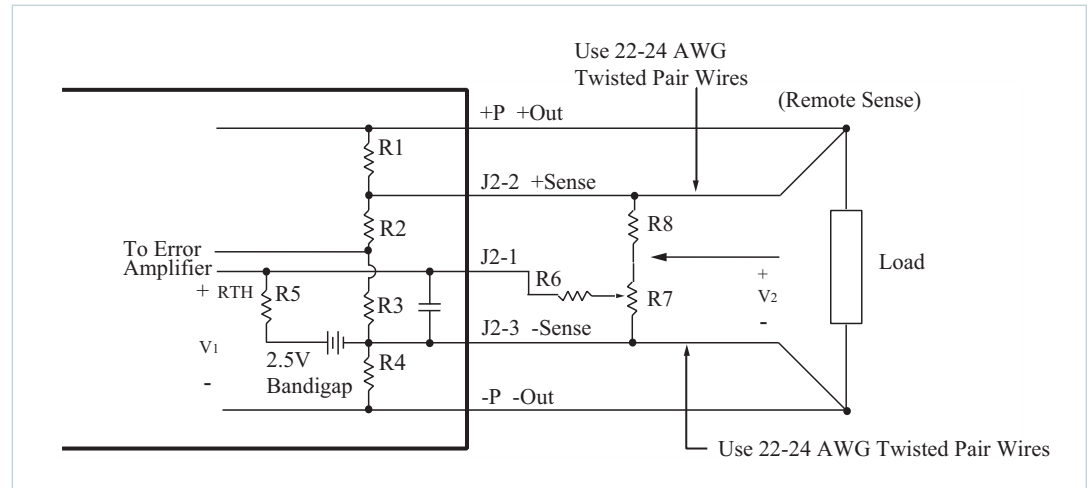 Use 22-24 AWG
Twisted Pair Wires
(Remote Sense)
+P +Out
R1
J2-2 +Sense
R2
R8
To Error
Amplifier
J2-1
+ RTH
R5
R6
R3
R7
+
V2
-
Load
J2-3 -Sense
V1
-
2.5V
Bandigap
R4
-P -Out
Use 22-24 AWG Twisted Pair Wires